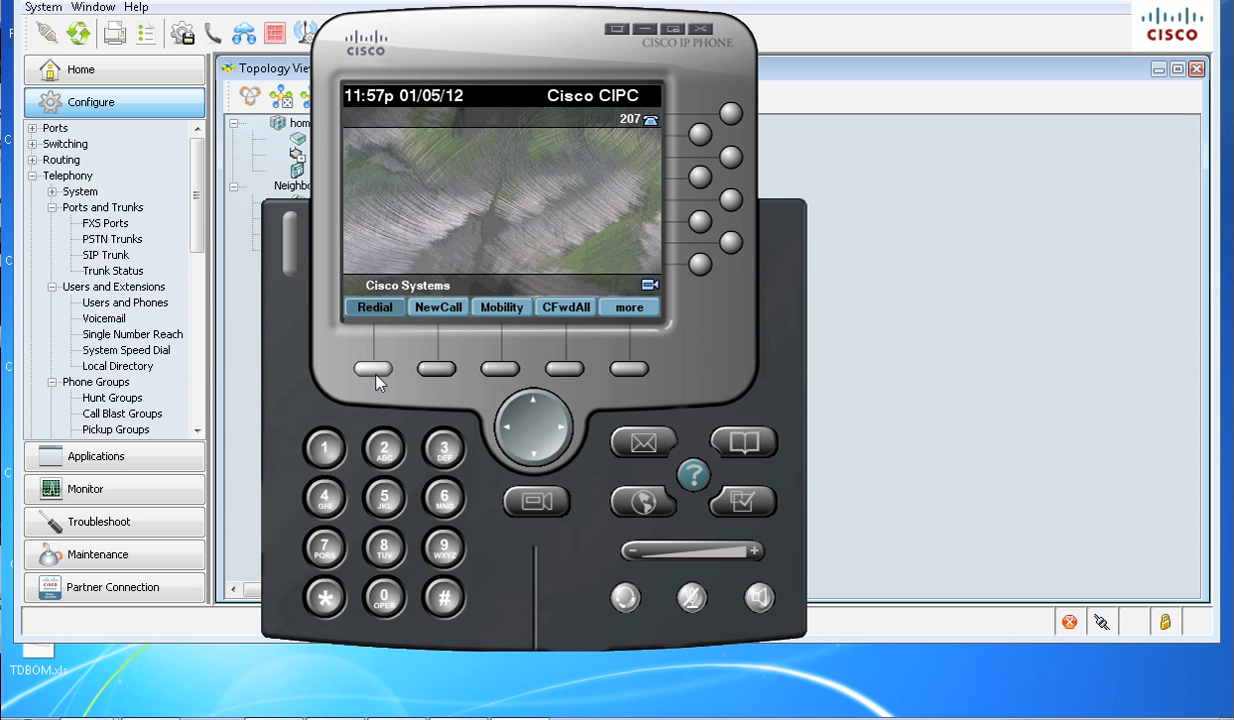 System Window Help
CISCO
CISCO IP PHONE
CISCO
Home
Topology Vie
11:57p 01/05/12 Cisco CIPC
Configure
207
Ports
hom
Switching
Routing
Telephony
Neighbo
System
Ports and Trunks
FXS Ports
PSTN Trunks
SIP Trunk
Trunk Status
Users and Extensions
Cisco Systems
Users and Phones
Redial NewCall Mobility CFwdAll more
Voicemail
Single Number Reach
System Speed Dial
Local Directory
Phone Groups
Hunt Groups
Call Blast Groups
Pickup Groups
1 2 ABC 3 DEF
Applications
?
Monitor
4 GHI 5 JKL 6 MNO
Troubleshoot
7 PQRS 8 TUV 9 WXYZ
- +
Maintenance
Partner Connection
* 0 OPER #
TDBOM.xls